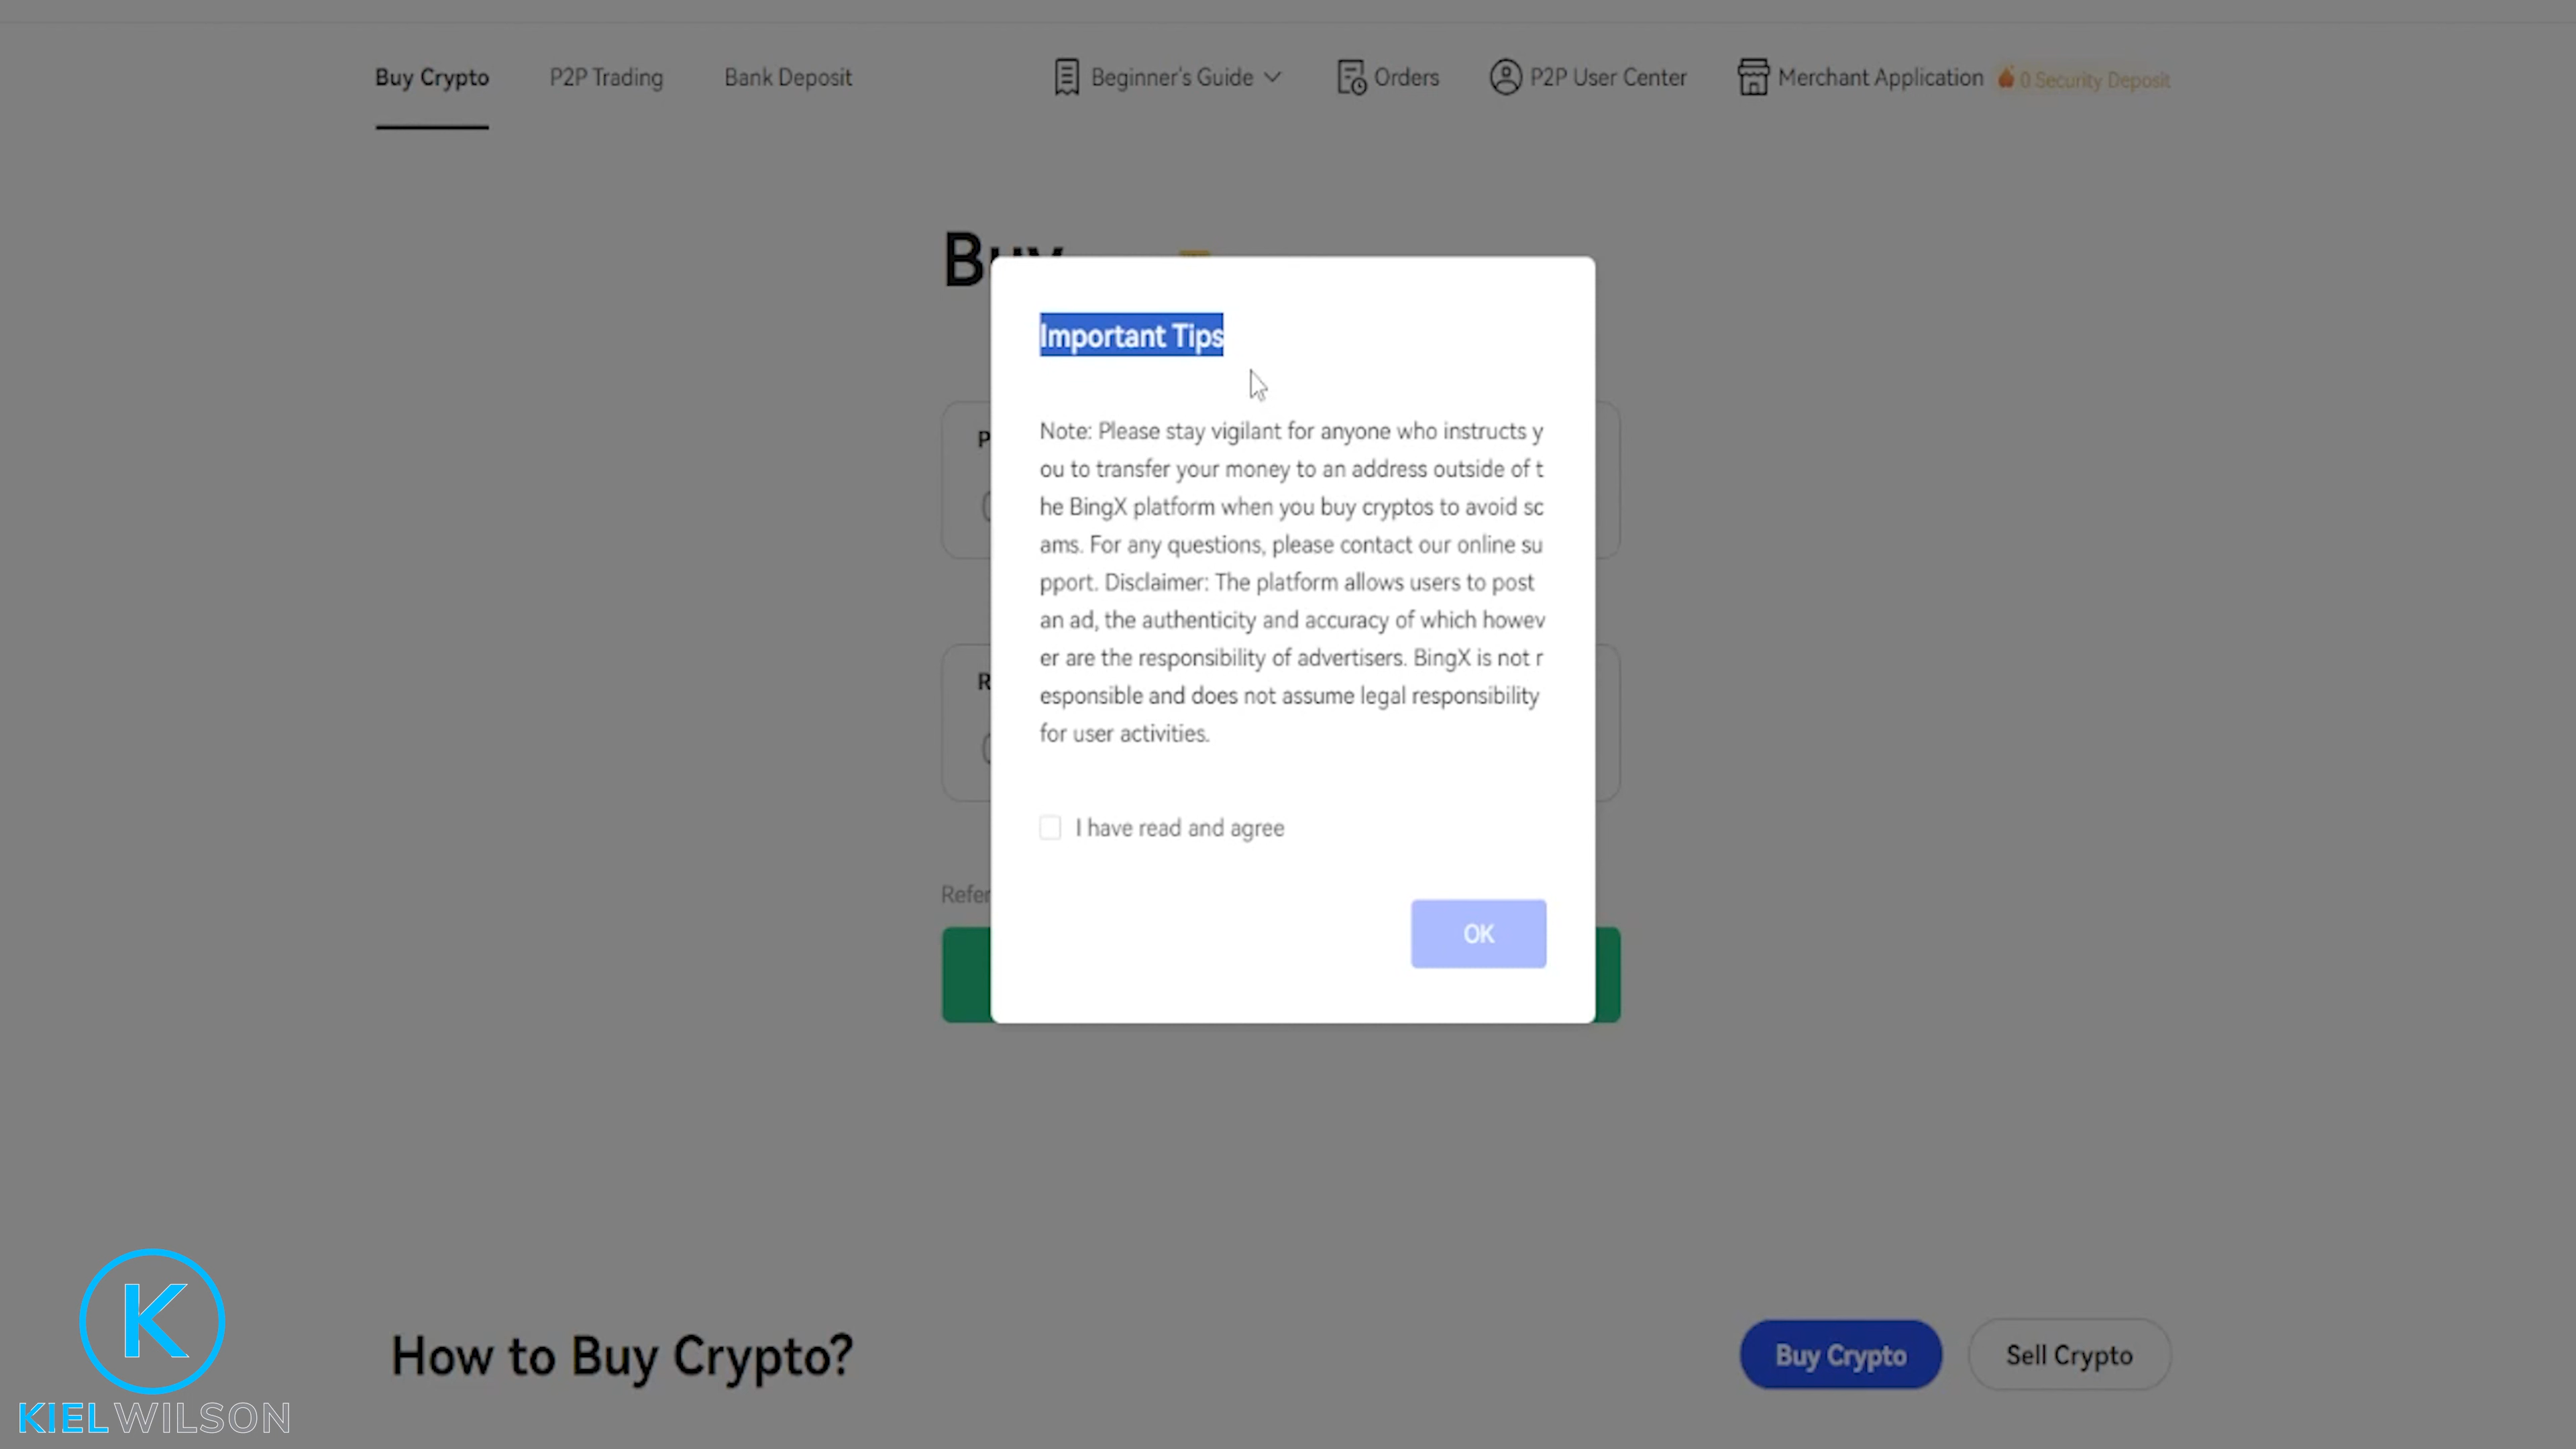 Buy Crypto P2P Trading Bank Deposit Beginner's Guide Orders P2P User Center Merchant Application 0 Security Deposit
Important Tips
Note: Please stay vigilant for anyone who instructs y
ou to transfer your money to an address outside of t
he BingX platform when you buy cryptos to avoid sc
ams. For any questions, please contact our online su
pport. Disclaimer: The platform allows users to post
an ad, the authenticity and accuracy of which howev
er are the responsibility of advertisers. BingX is not r
esponsible and does not assume legal responsibility
for user activities.
I have read and agree
OK
How to Buy Crypto? Buy Crypto Sell Crypto
K
KIEL WILSON